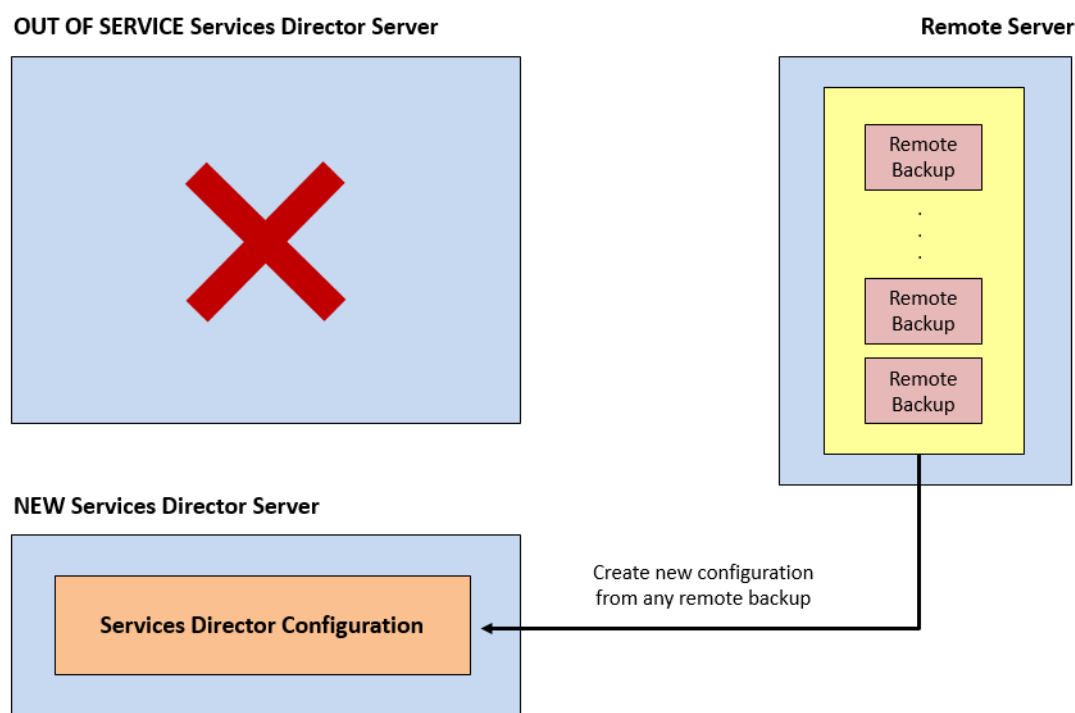 OUT OF SERVICE Services Director Server
Remote Server
Remote
Backup
.
.
.
Remote
Backup
Remote
Backup
NEW Services Director Server
Create new configuration
from any remote backup
Services Director Configuration